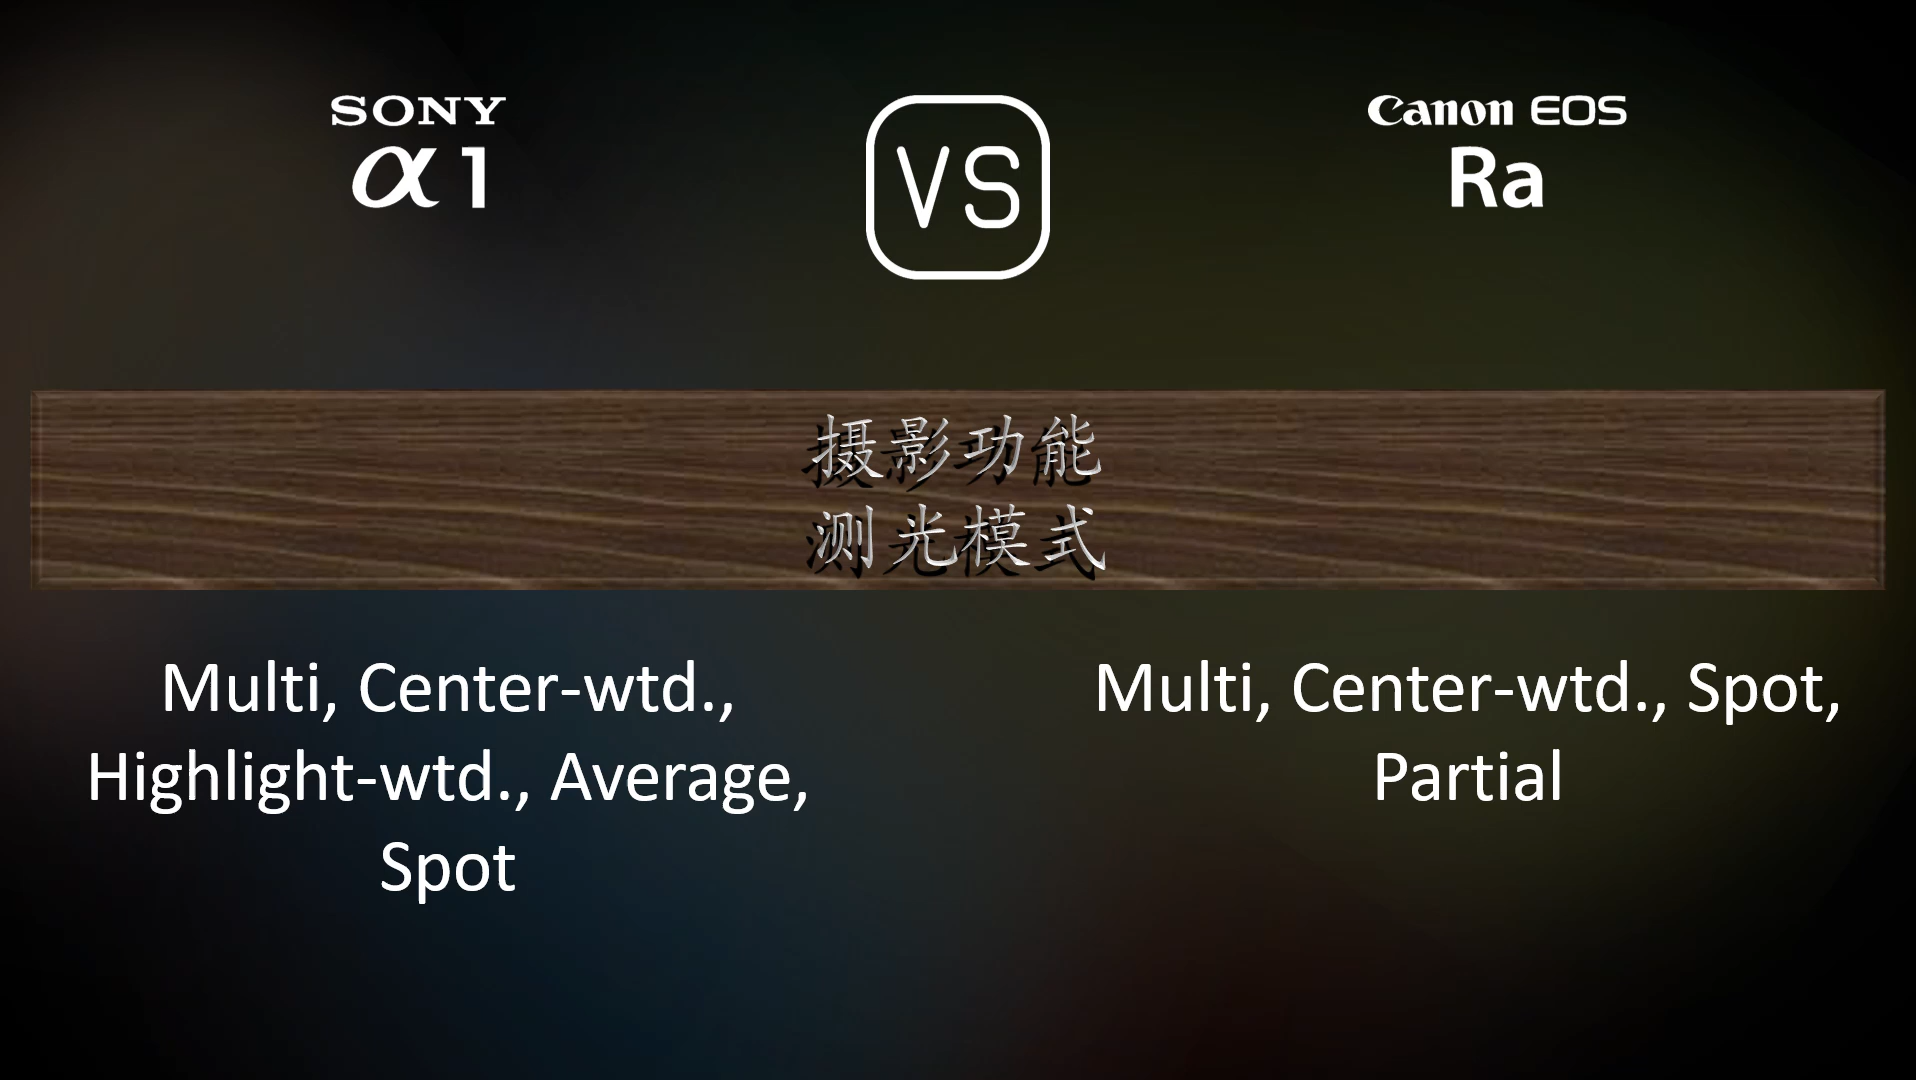 SONY
α1
VS
Canon EOS
Ra
摄影功能
测光模式
Multi, Center-wtd.,
Highlight-wtd., Average,
Spot
Multi, Center-wtd., Spot,
Partial